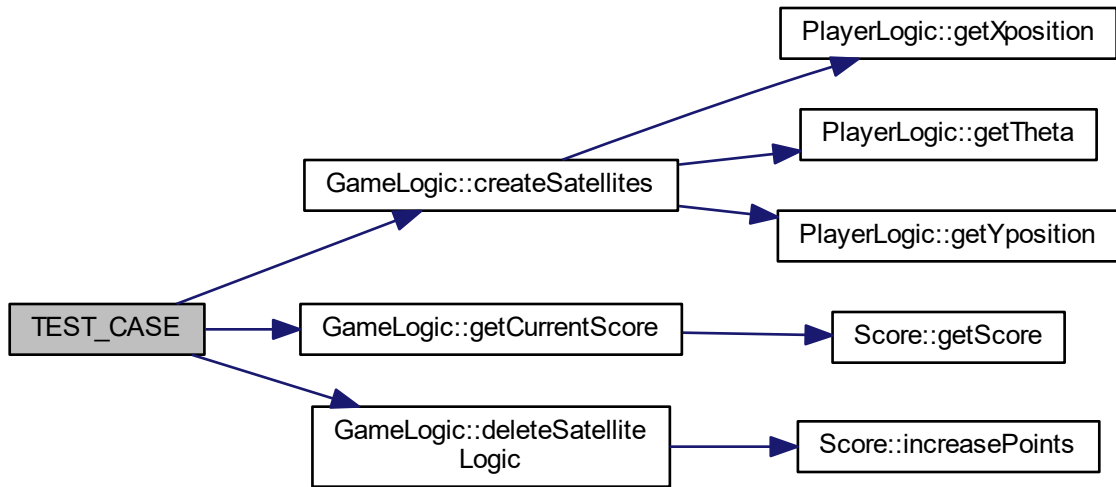 PlayerLogic::getXposition
PlayerLogic::getTheta
GameLogic::createSatellites
PlayerLogic::getYposition
TEST_CASE
GameLogic::getCurrentScore
Score::getScore
GameLogic::deleteSatellite
Logic
Score::increasePoints